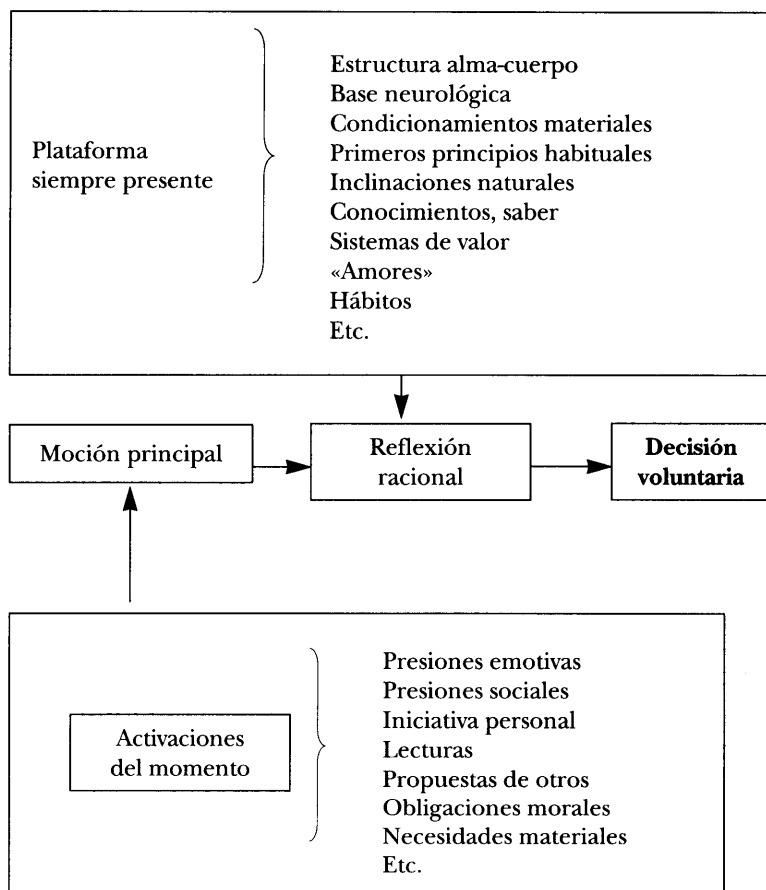 Plataforma
siempre presente
Estructura alma-cuerpo
Base neurológica
Condicionamientos materiales
Primeros principios habituales
Inclinaciones naturales
Conocimientos, saber
Sistemas de valor
«Amores»
Hábitos
Etc.
Moción principal
Reflexión
racional
Decisión
voluntaria
Activaciones
del momento
Presiones emotivas
Presiones sociales
Iniciativa personal
Lecturas
Propuestas de otros
Obligaciones morales
Necesidades materiales
Etc.